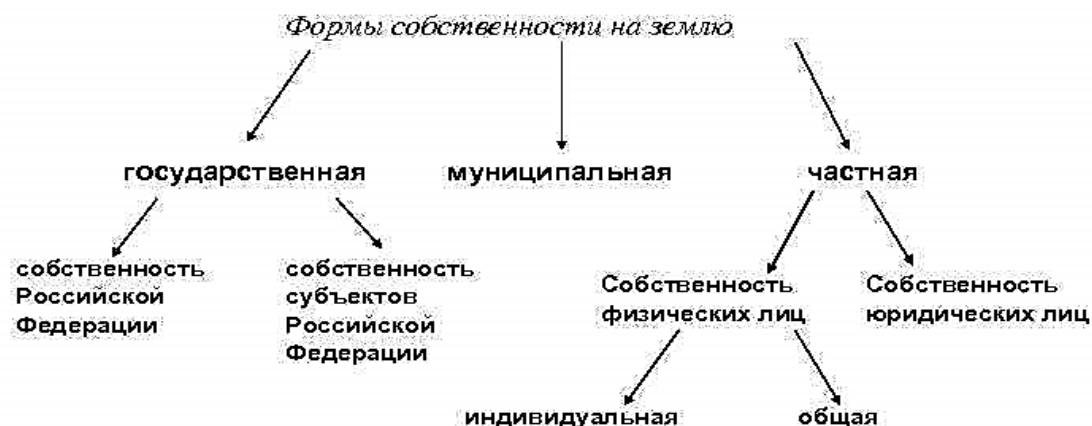 Формы собственности на землю
государственная
муниципальная
частная
собственность
Российской
Федерации
собственность
субъектов
Российской
Федерации
Собственность
физических лиц
Собственность
юридических лиц
индивидуальная
общая